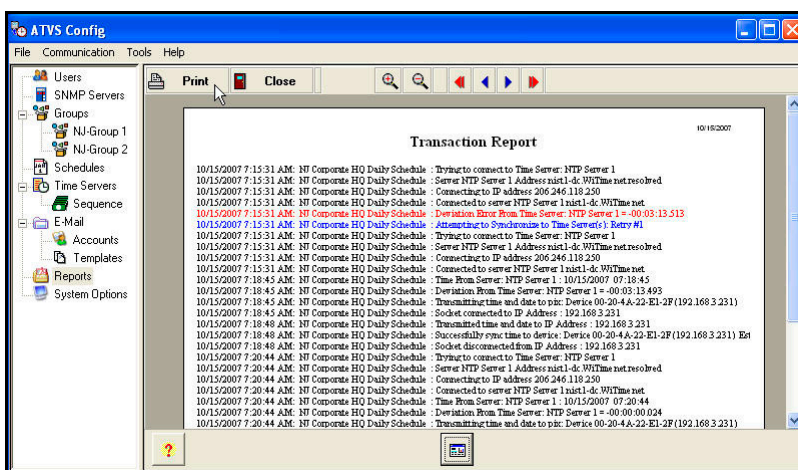 ATVS Config
File Communication Tools Help
Users
SNMP Servers
Groups
NJ-Group 1
NJ-Group 2
Schedules
Time Servers
Sequence
E-Mail
Accounts
Templates
Reports
System Options
Print Close
10/15/2007
Transaction Report
10/15/2007 7:15:31 AM: NJ Corporate HQ Daily Schedule : Trying to connect to Time Server: NTP Server 1
10/15/2007 7:15:31 AM: NJ Corporate HQ Daily Schedule : Server NTP Server 1 Address nist1-dc.WiTime.net resolved
10/15/2007 7:15:31 AM: NJ Corporate HQ Daily Schedule : Connecting to IP address 206.246.118.250
10/15/2007 7:15:31 AM: NJ Corporate HQ Daily Schedule : Connected to server NTP Server 1 nist1-dc.WiTime.net
10/15/2007 7:15:31 AM: NJ Corporate HQ Daily Schedule : Deviation Error From Time Server: NTP Server 1 = -00:03:13.513
10/15/2007 7:15:31 AM: NJ Corporate HQ Daily Schedule : Attempting to Synchronize to Time Server(s): Retry #1
10/15/2007 7:15:31 AM: NJ Corporate HQ Daily Schedule : Trying to connect to Time Server: NTP Server 1
10/15/2007 7:15:31 AM: NJ Corporate HQ Daily Schedule : Server NTP Server 1 Address nist1-dc.WiTime.net resolved
10/15/2007 7:15:31 AM: NJ Corporate HQ Daily Schedule : Connecting to IP address 206.246.118.250
10/15/2007 7:15:31 AM: NJ Corporate HQ Daily Schedule : Connected to server NTP Server 1 nist1-dc.WiTime.net
10/15/2007 7:18:45 AM: NJ Corporate HQ Daily Schedule : Time From Server: NTP Server 1 : 10/15/2007 07:18:45
10/15/2007 7:18:45 AM: NJ Corporate HQ Daily Schedule : Deviation From Time Server: NTP Server 1 = -00:03:13.493
10/15/2007 7:18:45 AM: NJ Corporate HQ Daily Schedule : Transmitting time and date to pix: Device 00-20-4A-22-E1-2F (192.168.3.231)
10/15/2007 7:18:45 AM: NJ Corporate HQ Daily Schedule : Socket connected to IP Address : 192.168.3.231
10/15/2007 7:18:48 AM: NJ Corporate HQ Daily Schedule : Transmitted time and date to IP Address : 192.168.3.231
10/15/2007 7:18:48 AM: NJ Corporate HQ Daily Schedule : Successfully sync time to device: Device 00-20-4A-22-E1-2F (192.168.3.231) Est
10/15/2007 7:18:48 AM: NJ Corporate HQ Daily Schedule : Socket disconnected from IP Address : 192.168.3.231
10/15/2007 7:20:44 AM: NJ Corporate HQ Daily Schedule : Trying to connect to Time Server: NTP Server 1
10/15/2007 7:20:44 AM: NJ Corporate HQ Daily Schedule : Server NTP Server 1 Address nist1-dc.WiTime.net resolved
10/15/2007 7:20:44 AM: NJ Corporate HQ Daily Schedule : Connecting to IP address 206.246.118.250
10/15/2007 7:20:44 AM: NJ Corporate HQ Daily Schedule : Connected to server NTP Server 1 nist1-dc.WiTime.net
10/15/2007 7:20:44 AM: NJ Corporate HQ Daily Schedule : Time From Server: NTP Server 1 : 10/15/2007 07:20:44
10/15/2007 7:20:44 AM: NJ Corporate HQ Daily Schedule : Deviation From Time Server: NTP Server 1 = -00:00:00.024
10/15/2007 7:20:44 AM: NJ Corporate HQ Daily Schedule : Transmitting time and date to pix: Device 00-20-4A-22-E1-2F (192.168.3.231)
?